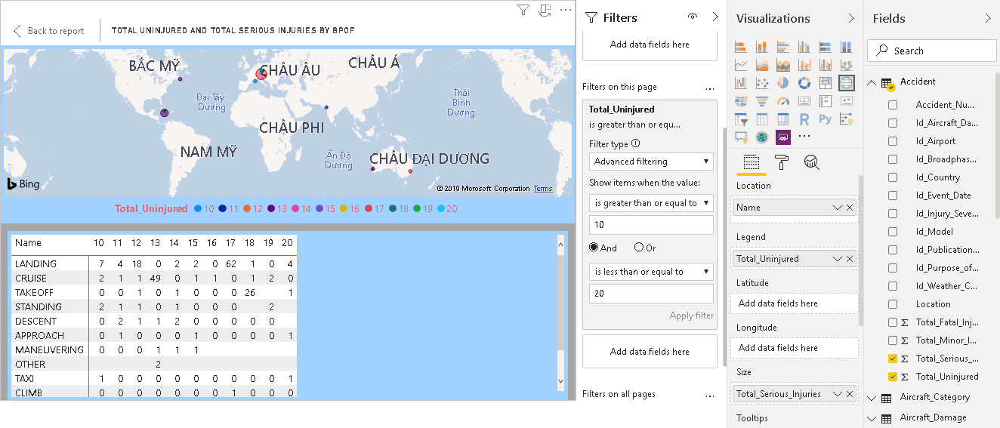 Back to report
TOTAL UNINJURED AND TOTAL SERIOUS INJURIES BY BPOF
BẮC MỸ
CHÂU ÂU
CHÂU Á
Đại Tây
Dương
Thái
Bình
Dương
CHÂU PHI
NAM MỸ
Ấn Độ
Dương
CHÂU ĐẠI DƯƠNG
Bing
© 2019 Microsoft Corporation Terms
Total_Uninjured 10 11 12 13 14 15 16 17 18 19 20
Name 10 11 12 13 14 15 16 17 18 19 20
LANDING 7 4 18 0 2 2 0 62 1 0 4
CRUISE 2 1 1 49 0 1 1 0 1 2 0
TAKEOFF 0 0 1 0 1 0 0 0 26 1
STANDING 2 1 1 0 1 0 0 0 2
DESCENT 0 2 1 1 2 0 0 0 0 0
APPROACH 0 1 0 0 0 1 0 0 0 0 1
MANEUVERING 0 0 0 1 1 1
OTHER 2
TAXI 1 0 0 0 0 0 0 0 0 0 1
CLIMB 0 0 0 0 0 0 0 1 0 0 0
Filters
Add data fields here
Filters on this page ...
Total_Uninjured
is greater than or equ...
Filter type
Advanced filtering
Show items when the value:
is greater than or equal to
10
And Or
is less than or equal to
20
Apply filter
Add data fields here
Filters on all pages ...
Visualizations
R Py
...
Location
Name
Legend
Total_Uninjured
Latitude
Add data fields here
Longitude
Add data fields here
Size
Total_Serious_Injuries
Tooltips
Fields
Search
Accident
Accident_Nu...
Id_Aircraft_Da...
Id_Airport
Id_Broadphas...
Id_Country
Id_Event_Date
Id_Injury_Seve...
Id_Model
Id_Publication...
Id_Purpose_of...
Id_Weather_C...
Location
Σ Total_Fatal_Inj...
Σ Total_Minor_I...
Σ Total_Serious_...
Σ Total_Uninjured
Aircraft_Category
Aircraft_Damage